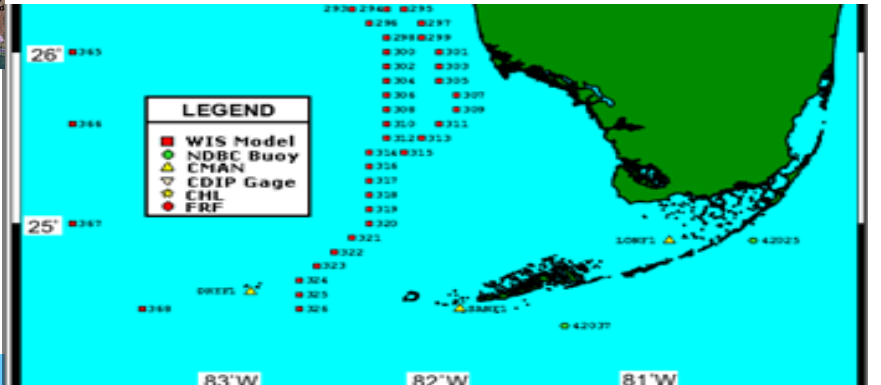 293 294 295
296 297
298 299
26° 365 300 301
302 303
304 305
306 307
LEGEND 308 309
366 310 311
WIS Model 312 313
NDBC Buoy 314 315
CMAN 316
CDIP Gage 317
CHL 318
FRF 319
25° 367 320
321 LONF1 42025
322
323
324
DRYF1 325
368 326 SANF1
42037
83°W 82°W 81°W